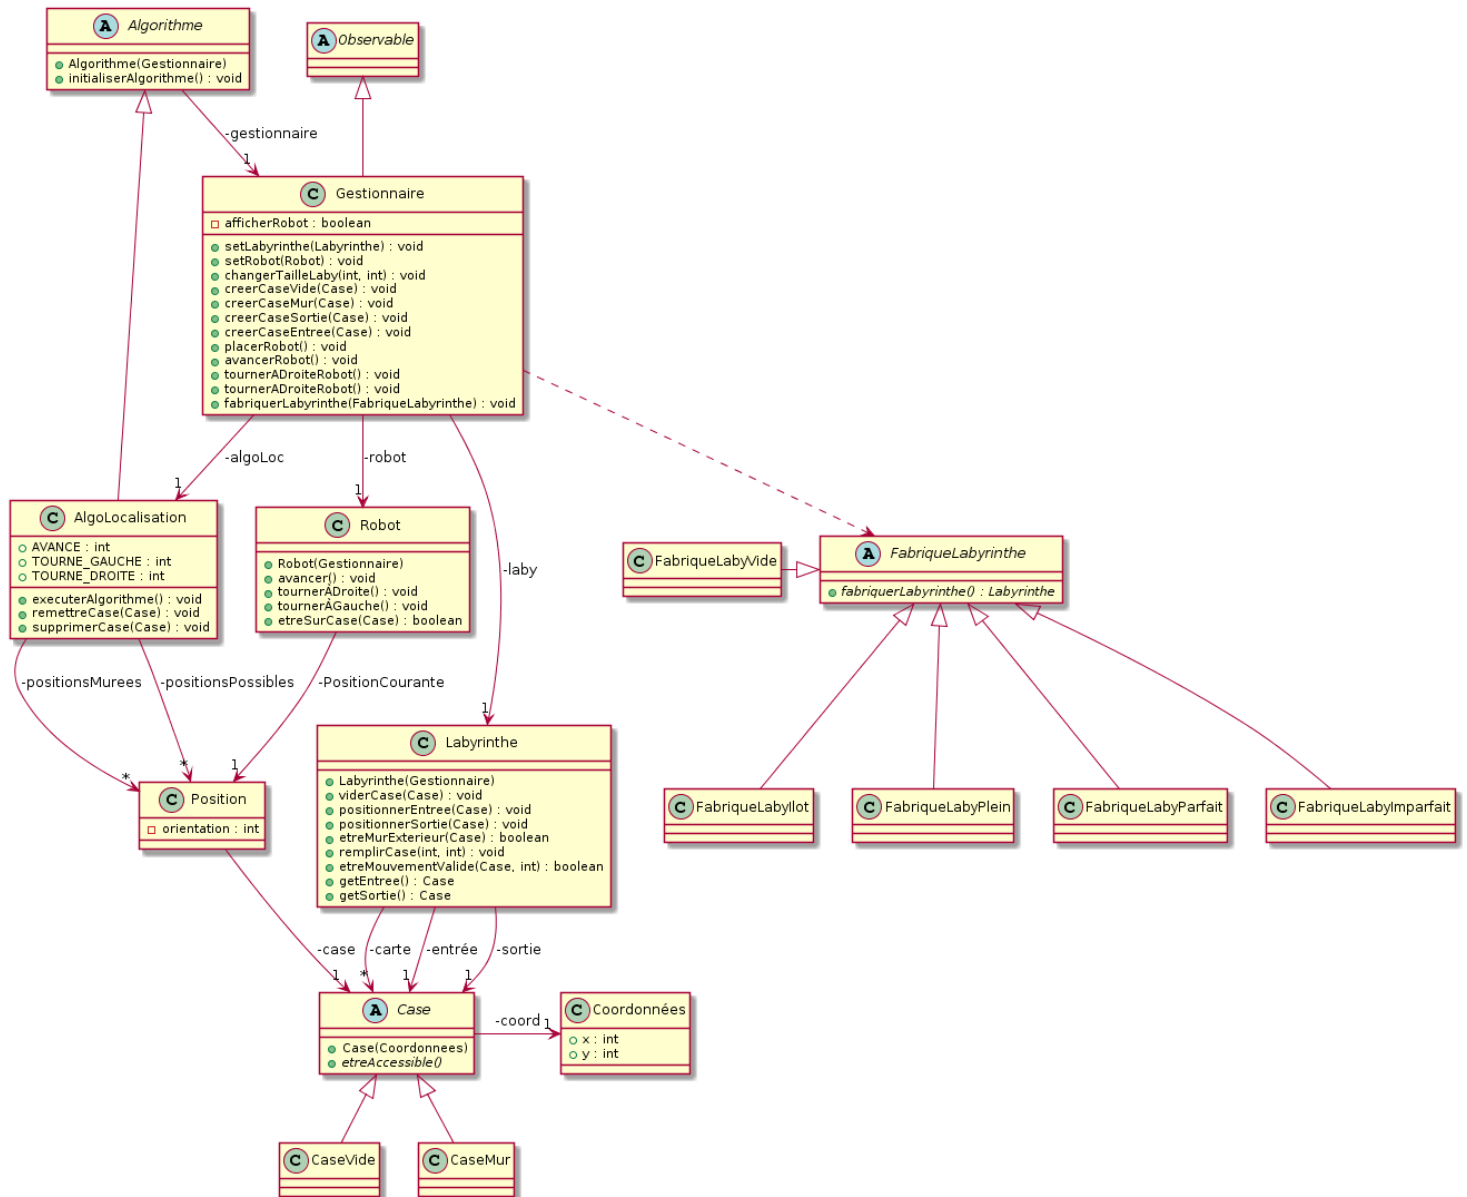 A Algorithme
Algorithme(Gestionnaire)
initialiserAlgorithme() : void
A Observable
-gestionnaire
1
C Gestionnaire
afficherRobot : boolean
setLabyrinthe(Labyrinthe) : void
setRobot(Robot) : void
changerTailleLaby(int, int) : void
creerCaseVide(Case) : void
creerCaseMur(Case) : void
creerCaseSortie(Case) : void
creerCaseEntree(Case) : void
placerRobot() : void
avancerRobot() : void
tournerADroiteRobot() : void
tournerADroiteRobot() : void
fabriquerLabyrinthe(FabriqueLabyrinthe) : void
-algoLoc
1
-robot
1
-laby
1
C AlgoLocalisation
AVANCE : int
TOURNE_GAUCHE : int
TOURNE_DROITE : int
executerAlgorithme() : void
remettreCase(Case) : void
supprimerCase(Case) : void
C Robot
Robot(Gestionnaire)
avancer() : void
tournerADroite() : void
tournerÀGauche() : void
etreSurCase(Case) : boolean
C FabriqueLabyVide
A FabriqueLabyrinthe
fabriquerLabyrinthe() : Labyrinthe
-positionsMurees
*
-positionsPossibles
*
-PositionCourante
1
C Position
orientation : int
C Labyrinthe
Labyrinthe(Gestionnaire)
viderCase(Case) : void
positionnerEntree(Case) : void
positionnerSortie(Case) : void
etreMurExterieur(Case) : boolean
remplirCase(int, int) : void
etreMouvementValide(Case, int) : boolean
getEntree() : Case
getSortie() : Case
C FabriqueLabyIlot
C FabriqueLabyPlein
C FabriqueLabyParfait
C FabriqueLabyImparfait
-case
1
-carte
*
-entrée
1
-sortie
1
A Case
Case(Coordonnees)
etreAccessible()
-coord
1
C Coordonnées
x : int
y : int
C CaseVide
C CaseMur